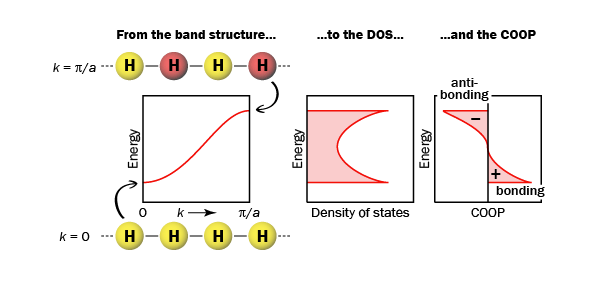 From the band structure...
...to the DOS...
...and the COOP
k = π/a
H H H H
anti-
bonding
Energy
Energy
Energy
−
+
bonding
0 k π/a
Density of states
COOP
k = 0
H H H H